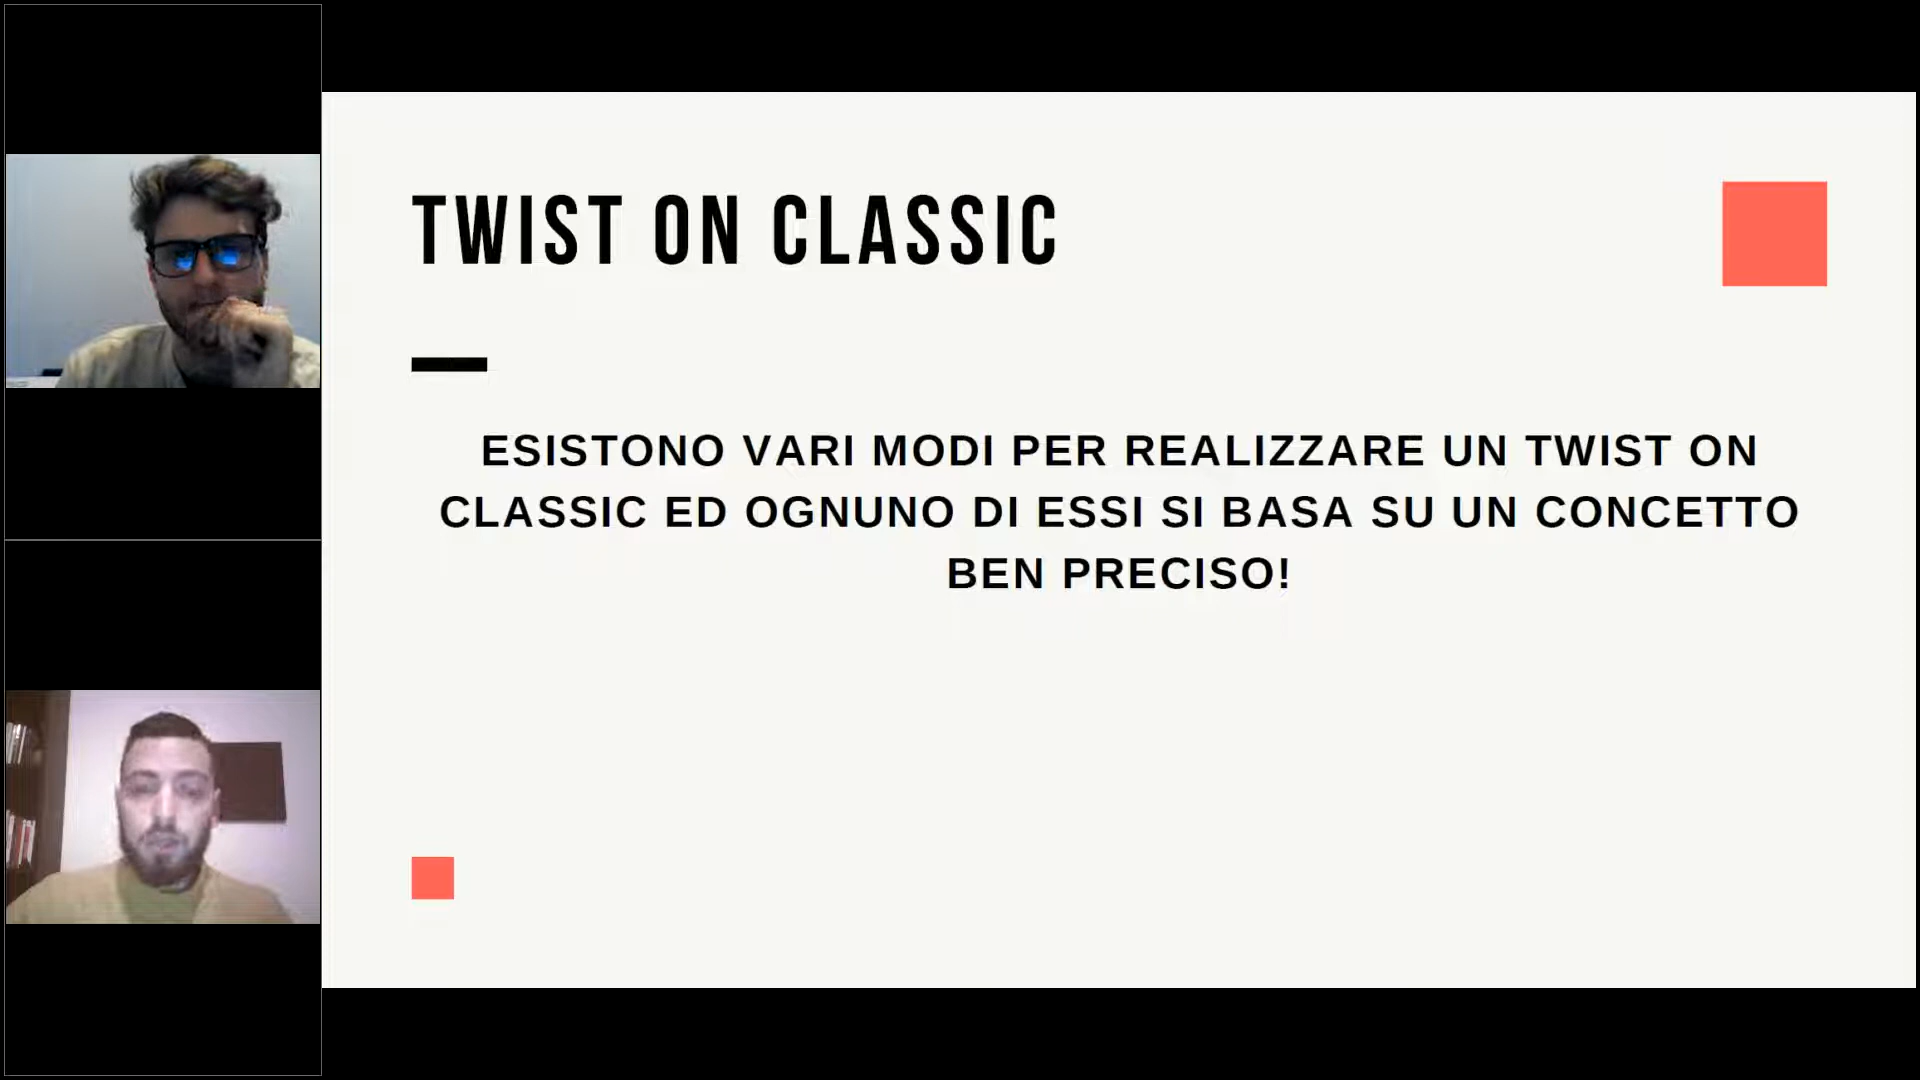 TWIST ON CLASSIC
ESISTONO VARI MODI PER REALIZZARE UN TWIST ON
CLASSIC ED OGNUNO DI ESSI SI BASA SU UN CONCETTO
BEN PRECISO!